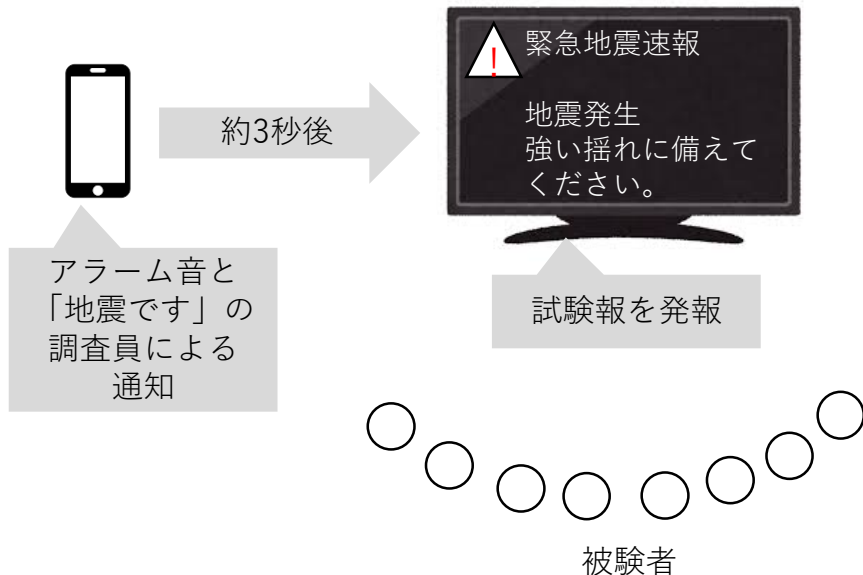 !
緊急地震速報
地震発生
強い揺れに備えて
ください。
約3秒後
アラーム音と
「地震です」の
調査員による
通知
試験報を発報
被験者